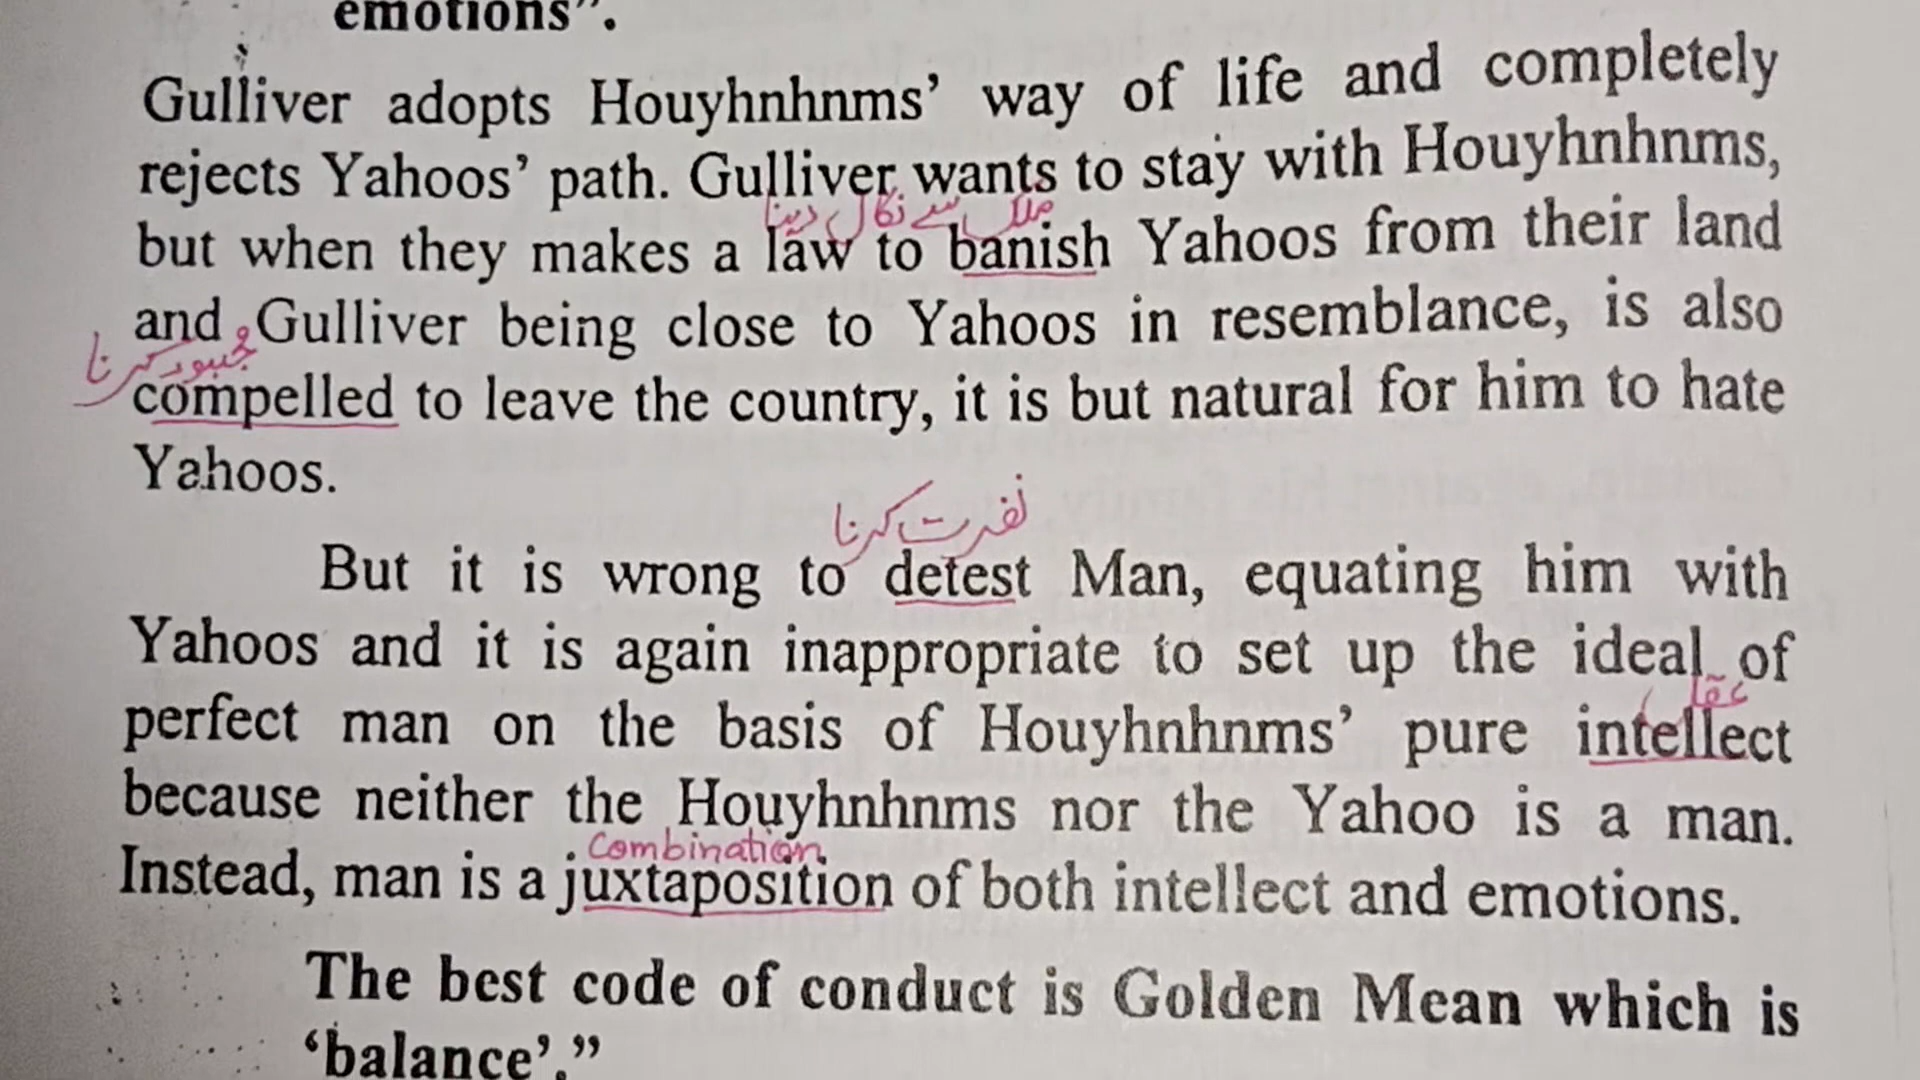 emotions".
Gulliver adopts Houyhnhnms' way of life and completely
rejects Yahoos' path. Gulliver wants to stay with Houyhnhnms,
ملک سے نکال دینا
but when they makes a law to banish Yahoos from their land
and Gulliver being close to Yahoos in resemblance, is also
مجبور کرنا
compelled to leave the country, it is but natural for him to hate
Yahoos.
نفرت کرنا
But it is wrong to detest Man, equating him with
Yahoos and it is again inappropriate to set up the ideal of
عقل
perfect man on the basis of Houyhnhnms' pure intellect
because neither the Houyhnhnms nor the Yahoo is a man.
Combination
Instead, man is a juxtaposition of both intellect and emotions.
The best code of conduct is Golden Mean which is
'balance'."